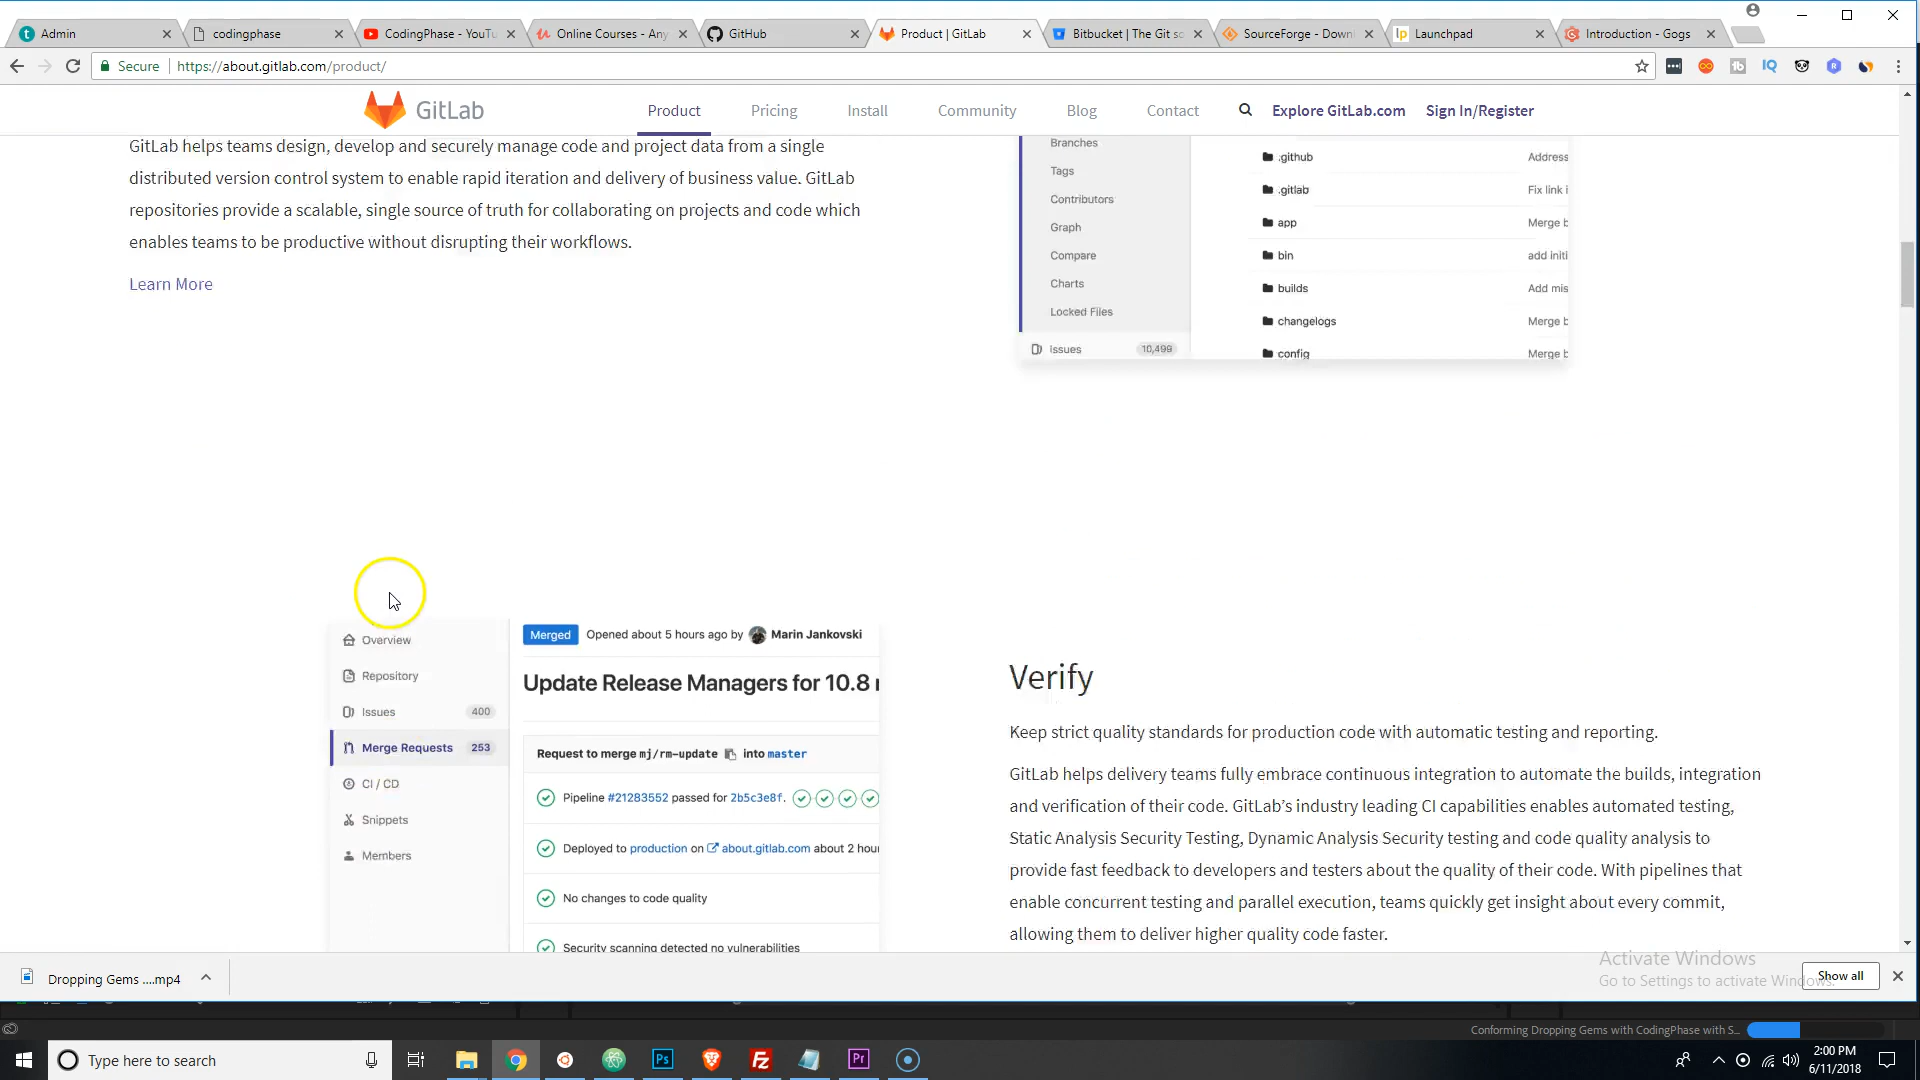 Admin
codingphase
CodingPhase - YouTu
Online Courses - Any
GitHub
Product | GitLab
Bitbucket | The Git so
SourceForge - Downl
Launchpad
Introduction - Gogs
Secure
https://about.gitlab.com/product/
GitLab
Product
Pricing
Install
Community
Blog
Contact
Explore GitLab.com
Sign In/Register
GitLab helps teams design, develop and securely manage code and project data from a single
distributed version control system to enable rapid iteration and delivery of business value. GitLab
repositories provide a scalable, single source of truth for collaborating on projects and code which
enables teams to be productive without disrupting their workflows.
Learn More
Branches
Tags
Contributors
Graph
Compare
Charts
Locked Files
Issues 10,499
.github Address
.gitlab Fix link i
app Merge b
bin add initi
builds Add mis
changelogs Merge b
config Merge b
Overview
Repository
Issues 400
Merge Requests 253
CI / CD
Snippets
Members
Merged Opened about 5 hours ago by Marin Jankovski
Update Release Managers for 10.8 r
Request to merge mj/rm-update into master
Pipeline #21283552 passed for 2b5c3e8f.
Deployed to production on about.gitlab.com about 2 hour
No changes to code quality
Security scanning detected no vulnerabilities
Verify
Keep strict quality standards for production code with automatic testing and reporting.
GitLab helps delivery teams fully embrace continuous integration to automate the builds, integration
and verification of their code. GitLab's industry leading CI capabilities enables automated testing,
Static Analysis Security Testing, Dynamic Analysis Security testing and code quality analysis to
provide fast feedback to developers and testers about the quality of their code. With pipelines that
enable concurrent testing and parallel execution, teams quickly get insight about every commit,
allowing them to deliver higher quality code faster.
Activate Windows
Go to Settings to activate Windows.
Dropping Gems ....mp4
Show all
Conforming Dropping Gems with CodingPhase with S...
Type here to search
2:00 PM
6/11/2018